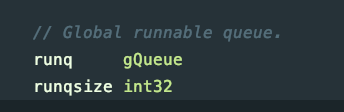 // Global runnable queue.
runq     gQueue
runqsize int32